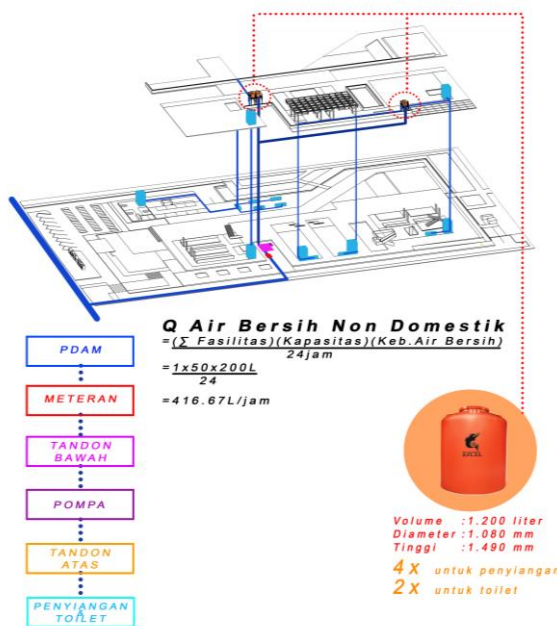 Q Air Bersih Non Domestik
=(∑ Fasilitas)(Kapasitas)(Keb.Air Bersih)
24jam
=1x50x200L
24
=416.67L/jam
PDAM
METERAN
TANDON
BAWAH
POMPA
TANDON
ATAS
PENYIANGAN
&
TOILET
EXCEL
Volume :1.200 liter
Diameter :1.080 mm
Tinggi :1.490 mm
4x untuk penyiangan
2x untuk toilet